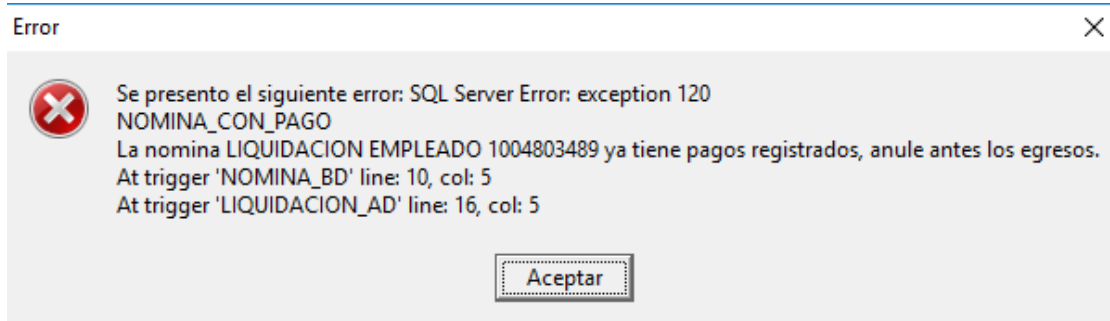 Error
Se presento el siguiente error: SQL Server Error: exception 120
NOMINA_CON_PAGO
La nomina LIQUIDACION EMPLEADO 1004803489 ya tiene pagos registrados, anule antes los egresos.
At trigger 'NOMINA_BD' line: 10, col: 5
At trigger 'LIQUIDACION_AD' line: 16, col: 5
Aceptar